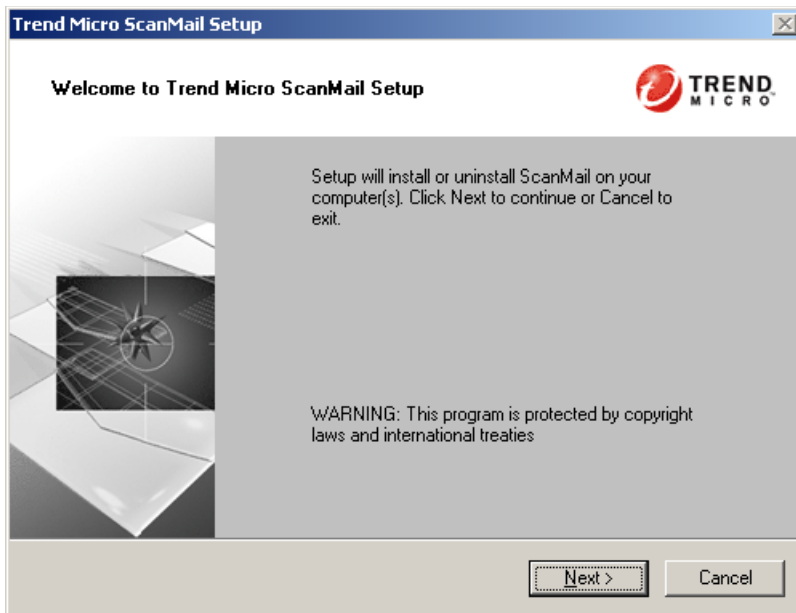 Trend Micro ScanMail Setup
Welcome to Trend Micro ScanMail Setup
TREND
MICRO
Setup will install or uninstall ScanMail on your
computer(s). Click Next to continue or Cancel to
exit.
WARNING: This program is protected by copyright
laws and international treaties
Next >
Cancel